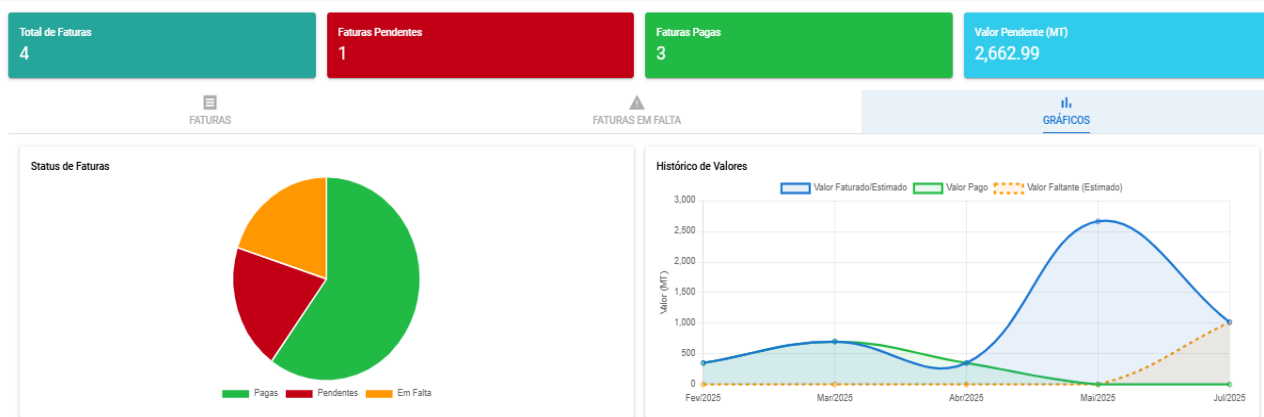 Total de Faturas
4
Faturas Pendentes
1
Faturas Pagas
3
Valor Pendente (MT)
2,662.99
FATURAS
FATURAS EM FALTA
GRÁFICOS
Status de Faturas
Pagas Pendentes Em Falta
Histórico de Valores
Valor Faturado/Estimado Valor Pago Valor Faltante (Estimado)
Valor (MT)
3,000
2,500
2,000
1,500
1,000
500
0
Fev/2025 Mar/2025 Abr/2025 Mai/2025 Jul/2025